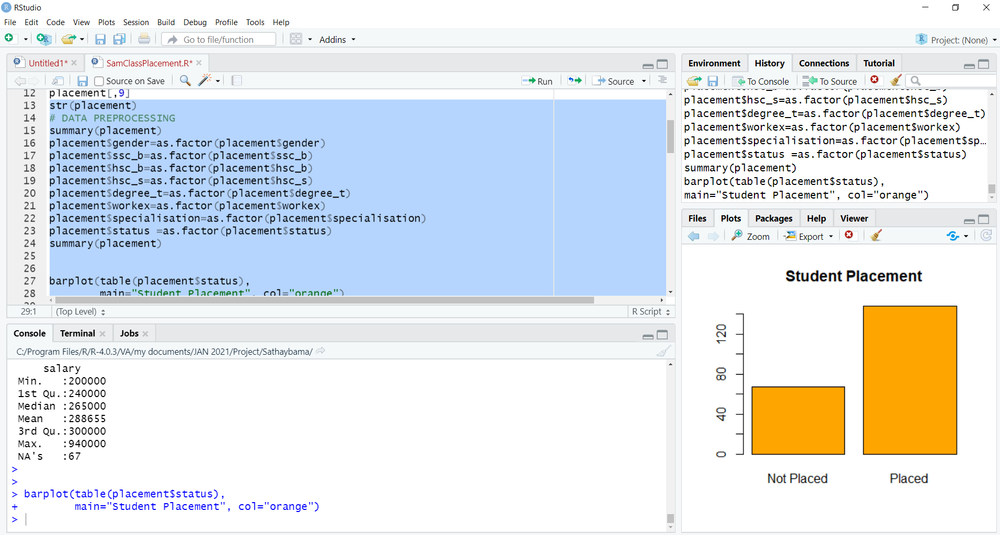 RStudio
File Edit Code View Plots Session Build Debug Profile Tools Help
Go to file/function Addins Project: (None)
Untitled1* SamClassPlacement.R*
Source on Save Run Source
12 placement[,9]
13 str(placement)
14 # DATA PREPROCESSING
15 summary(placement)
16 placement$gender=as.factor(placement$gender)
17 placement$ssc_b=as.factor(placement$ssc_b)
18 placement$hsc_b=as.factor(placement$hsc_b)
19 placement$hsc_s=as.factor(placement$hsc_s)
20 placement$degree_t=as.factor(placement$degree_t)
21 placement$workex=as.factor(placement$workex)
22 placement$specialisation=as.factor(placement$specialisation)
23 placement$status =as.factor(placement$status)
24 summary(placement)
25
26
27 barplot(table(placement$status),
28 main="Student Placement", col="orange")
29:1 (Top Level) R Script
Console Terminal Jobs
C:/Program Files/R/R-4.0.3/VA/my documents/JAN 2021/Project/Sathaybama/
salary
Min. :200000
1st Qu.:240000
Median :265000
Mean :288655
3rd Qu.:300000
Max. :940000
NA's :67
>
>
> barplot(table(placement$status),
+ main="Student Placement", col="orange")
>
Environment History Connections Tutorial
To Console To Source
placement$hsc_s=as.factor(placement$hsc_s)
placement$degree_t=as.factor(placement$degree_t)
placement$workex=as.factor(placement$workex)
placement$specialisation=as.factor(placement$sp...
placement$status =as.factor(placement$status)
summary(placement)
barplot(table(placement$status),
main="Student Placement", col="orange")
Files Plots Packages Help Viewer
Zoom Export
Student Placement
120
80
40
0
Not Placed Placed